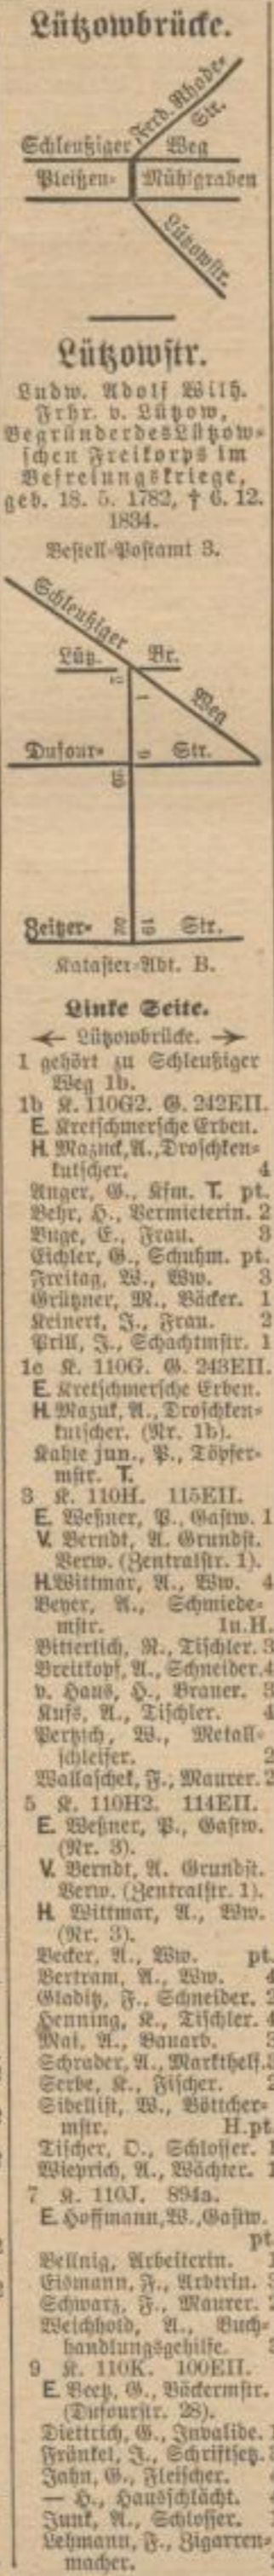 Lützowbrücke.
Ferd. Rhode-
Str.
Schleußiger Weg
Pleißen- Mühlgraben
Lützowstr.
Lützowstr.
Ludw. Adolf Wilh.
Frhr. v. Lützow,
Begründer des Lützow-
schen Freikorps im
Befreiungskriege,
geb. 18. 5. 1782, † 6. 12.
1834.
Bestell-Postamt 3.
Schleußiger
Lütz. Br.
2 1
Weg
Dufour- 9 Str.
Zeitzer- 19 Str.
Kataster-Abt. B.
Linke Seite.
← Lützowbrücke. →
1 gehört zu Schleußiger
Weg 1b.
1b K. 110G2. G. 242EII.
E. Kretschmersche Erben.
H. Mazuck, A., Droschken-
kutscher. 4
Anger, G., Kfm. T. pt.
Behr, H., Vermieterin. 2
Buge, E., Frau. 3
Eichler, G., Schuhm. pt.
Freitag, W., Ww. 3
Grützner, M., Bäcker. 1
Keinert, J., Frau. 2
Prill, J., Schachtmstr. 1
1c K. 110G. G. 243EII.
E. Kretschmersche Erben.
H. Mazuk, A., Droschken-
kutscher. (Nr. 1b).
Kahle jun., P., Töpfer-
mstr. T.
3 K. 110H. 115EII.
E. Weßner, P., Gastw. 1
V. Berndt, A. Grundst.
Verw. (Zentralstr. 1).
H. Wittmar, A., Ww. 4
Beyer, A., Schmiede-
mstr. 1u.H.
Bitterlich, R., Tischler. 3
Breitkopf, A., Schneider. 4
v. Haus, H., Brauer. 3
Kufs, A., Tischler. 4
Pertzsch, W., Metall-
schleifer. 2
Wallaschek, F., Maurer. 2
5 K. 110H2. 114EII.
E. Weßner, P., Gastw.
(Nr. 3).
V. Berndt, A. Grundst.
Verw. (Zentralstr. 1).
H. Wittmar, A., Ww.
(Nr. 3).
Becker, A., Ww. pt.
Bertram, A., Ww. 4
Gladitz, F., Schneider. 2
Henning, K., Tischler. 4
Mai, A., Bauarb. 3
Schrader, A., Markthelf. 3
Serbe, K., Fischer. 2
Sibellist, W., Böttcher-
mstr. H.pt.
Tischer, O., Schlosser. 1
Wieprich, A., Wächter. 1
7 K. 110J. 894a.
E. Hoffmann, W., Gastw.
pt.
Bellnig, Arbeiterin. 1
Eismann, F., Arbtrin.
Schwarz, F., Maurer. 2
Weichhold, A., Buch-
handlungsgehilfe.
9 K. 110K. 100EII.
E. Beetz, G., Bäckermstr.
(Dufourstr. 28).
Diettrich, G., Invalide.
Fränkel, J., Schriftsetz.
Jahn, G., Fleischer.
— H., Hausschlächt.
Junk, A., Schlosser.
Lehmann, F., Zigarren-
macher.